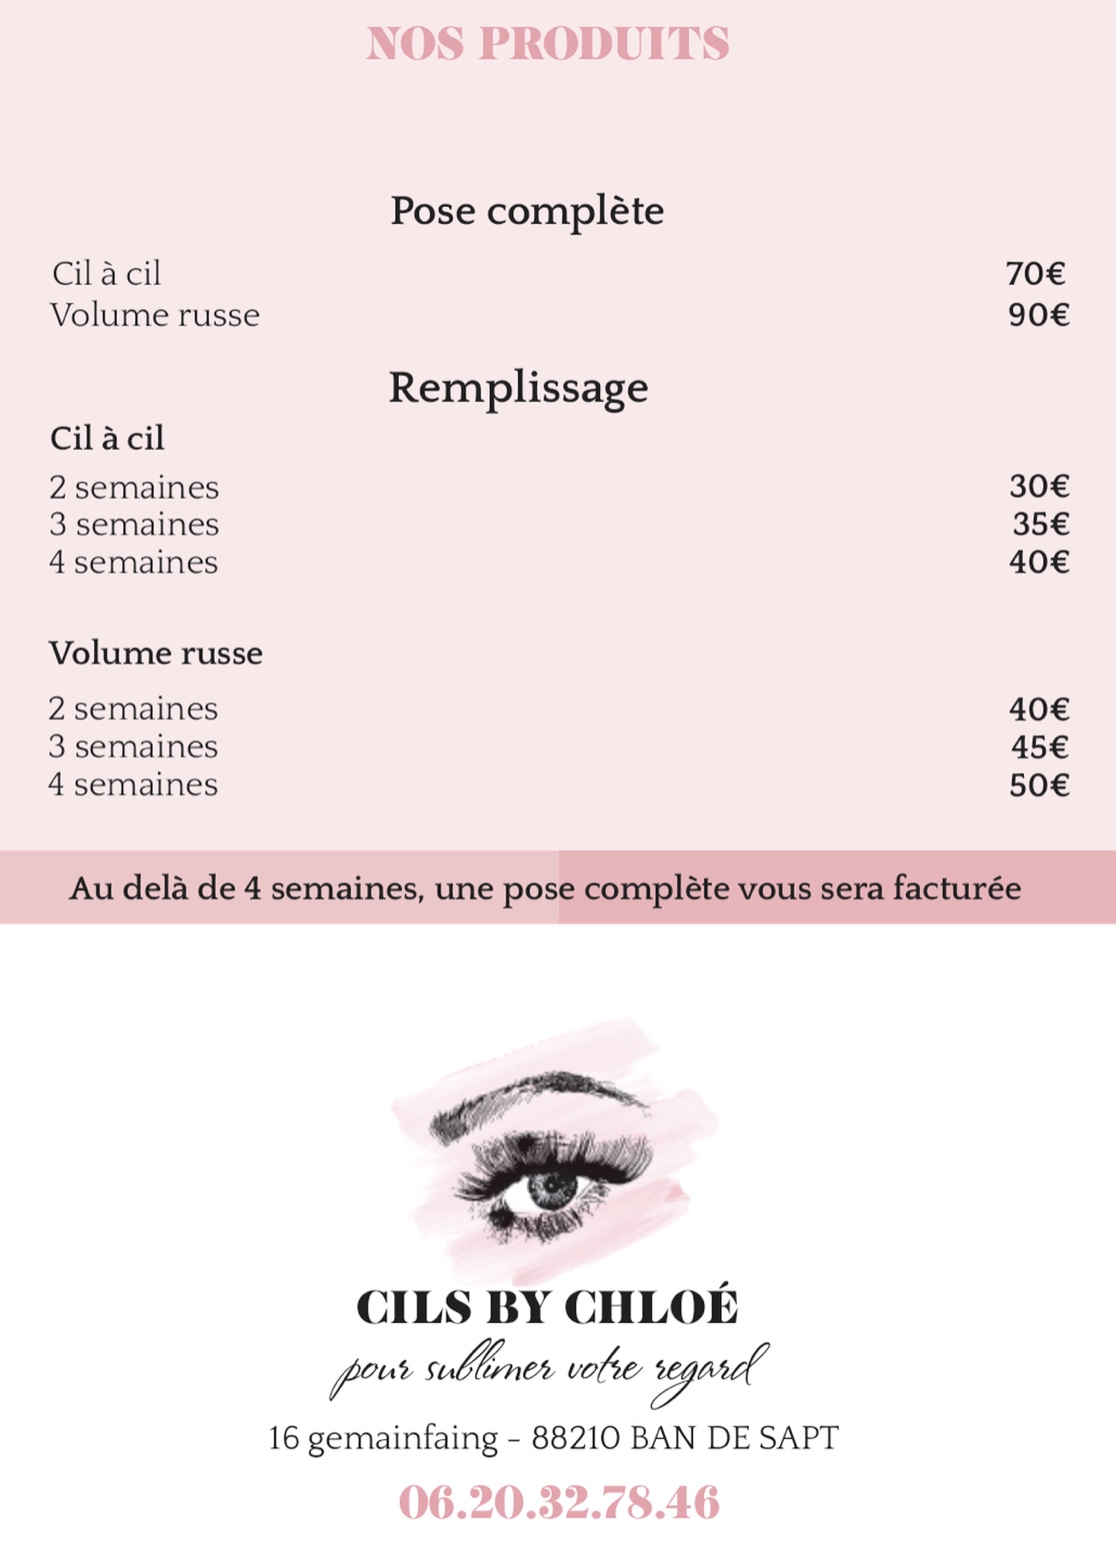 NOS PRODUITS
Pose complète
Cil à cil 70€
Volume russe 90€
Remplissage
Cil à cil
2 semaines 30€
3 semaines 35€
4 semaines 40€
Volume russe
2 semaines 40€
3 semaines 45€
4 semaines 50€
Au delà de 4 semaines, une pose complète vous sera facturée
CILS BY CHLOÉ
pour sublimer votre regard
16 gemainfaing - 88210 BAN DE SAPT
06.20.32.78.46